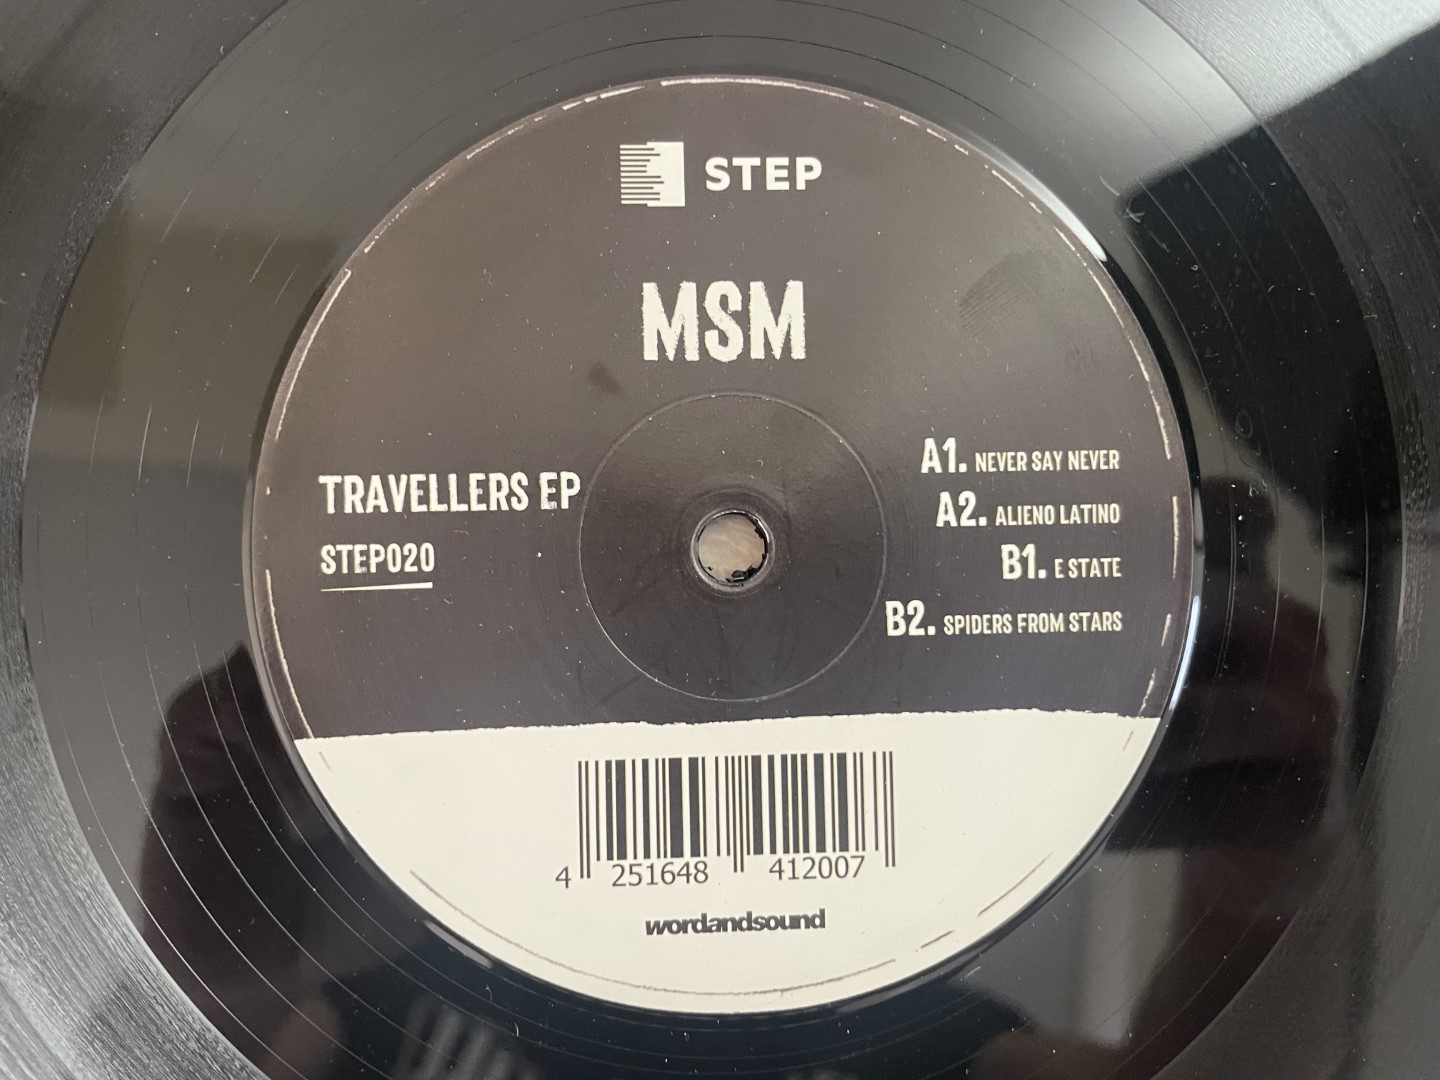 STEP
MSM
TRAVELLERS EP
STEP020
A1. NEVER SAY NEVER
A2. ALIENO LATINO
B1. E STATE
B2. SPIDERS FROM STARS
4 251648 412007
wordandsound